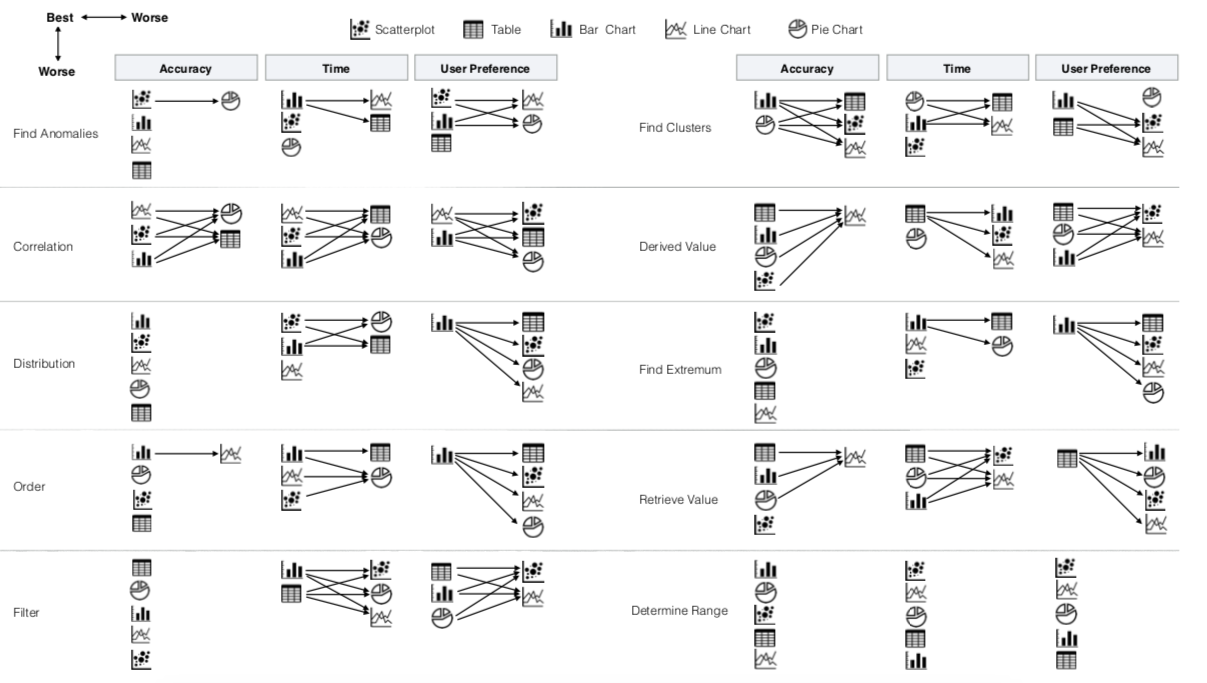 Best Worse
Worse
Scatterplot Table Bar Chart Line Chart Pie Chart
Accuracy Time User Preference Accuracy Time User Preference
Find Anomalies Find Clusters
Correlation Derived Value
Distribution Find Extremum
Order Retrieve Value
Filter Determine Range